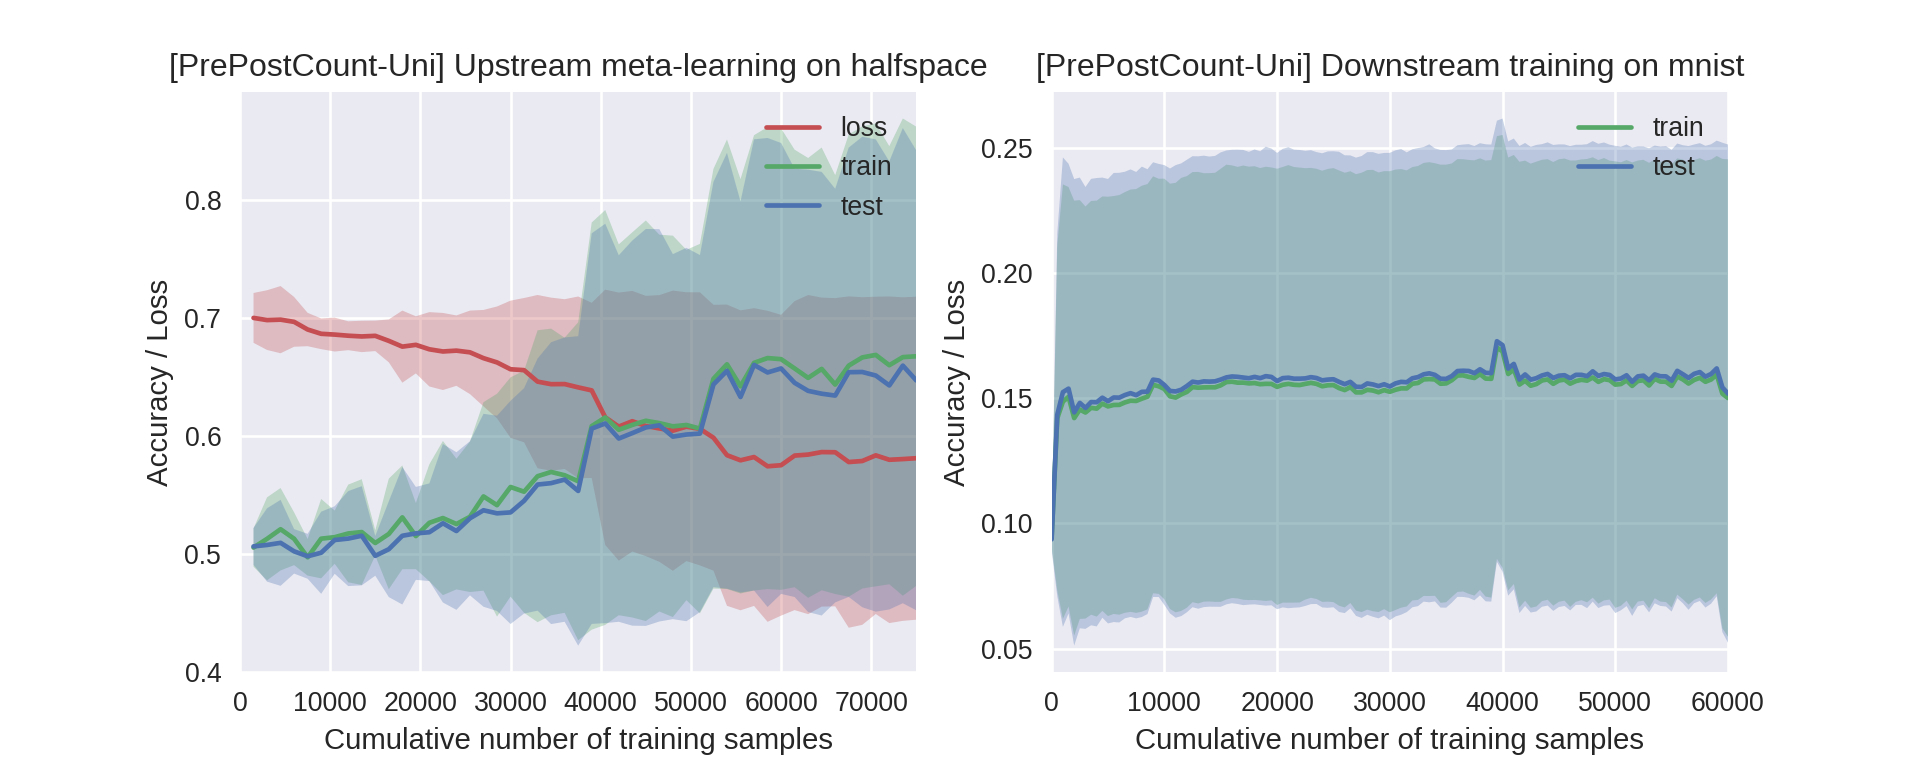 [PrePostCount-Uni] Upstream meta-learning on halfspace
loss
train
test
0.8
0.7
0.6
0.5
0.4
Accuracy / Loss
0 10000 20000 30000 40000 50000 60000 70000
Cumulative number of training samples
[PrePostCount-Uni] Downstream training on mnist
train
test
0.25
0.20
0.15
0.10
0.05
Accuracy / Loss
0 10000 20000 30000 40000 50000 60000
Cumulative number of training samples